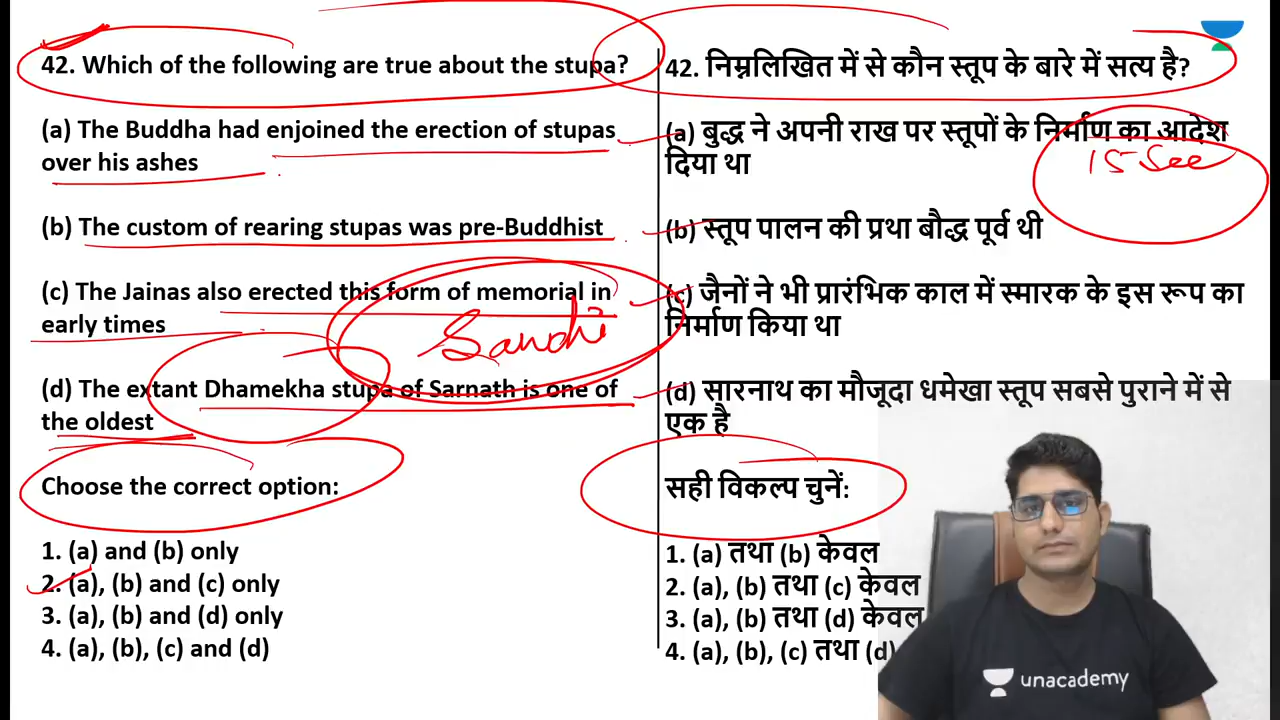 42. Which of the following are true about the stupa?
(a) The Buddha had enjoined the erection of stupas
over his ashes
(b) The custom of rearing stupas was pre-Buddhist
(c) The Jainas also erected this form of memorial in
early times
Sandhi
(d) The extant Dhamekha stupa of Sarnath is one of
the oldest
Choose the correct option:
1. (a) and (b) only
2. (a), (b) and (c) only
3. (a), (b) and (d) only
4. (a), (b), (c) and (d)
42. निम्नलिखित में से कौन स्तूप के बारे में सत्य है?
(a) बुद्ध ने अपनी राख पर स्तूपों के निर्माण का आदेश
दिया था
15 See
(b) स्तूप पालन की प्रथा बौद्ध पूर्व थी
(c) जैनों ने भी प्रारंभिक काल में स्मारक के इस रूप का
निर्माण किया था
(d) सारनाथ का मौजूदा धमेखा स्तूप सबसे पुराने में से
एक है
सही विकल्प चुनें:
1. (a) तथा (b) केवल
2. (a), (b) तथा (c) केवल
3. (a), (b) तथा (d) केवल
4. (a), (b), (c) तथा (d)
unacademy